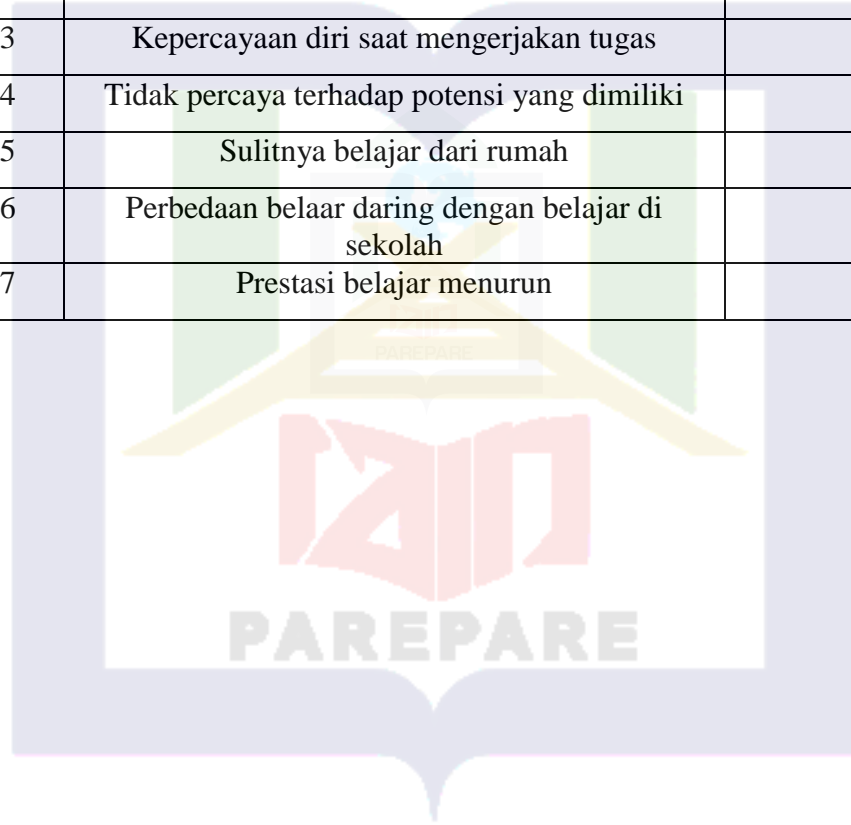 3 Kepercayaan diri saat mengerjakan tugas
4 Tidak percaya terhadap potensi yang dimiliki
5 Sulitnya belajar dari rumah
6 Perbedaan belaar daring dengan belajar di
sekolah
7 Prestasi belajar menurun
PAREPARE
PAREPARE